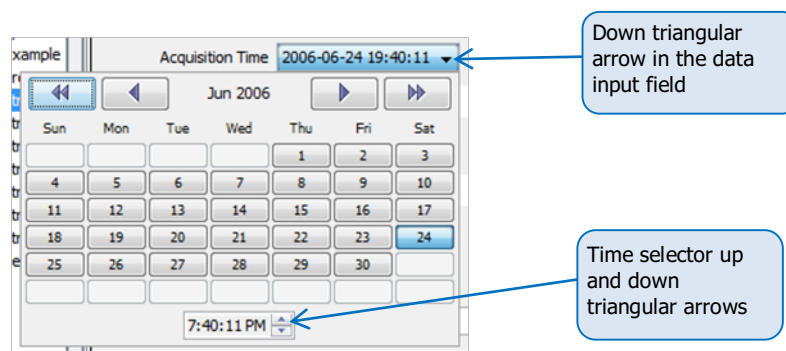 xample
Acquisition Time 2006-06-24 19:40:11
Down triangular
arrow in the data
input field
Jun 2006
Sun Mon Tue Wed Thu Fri Sat
1 2 3
4 5 6 7 8 9 10
11 12 13 14 15 16 17
18 19 20 21 22 23 24
25 26 27 28 29 30
7:40:11 PM
Time selector up
and down
triangular arrows